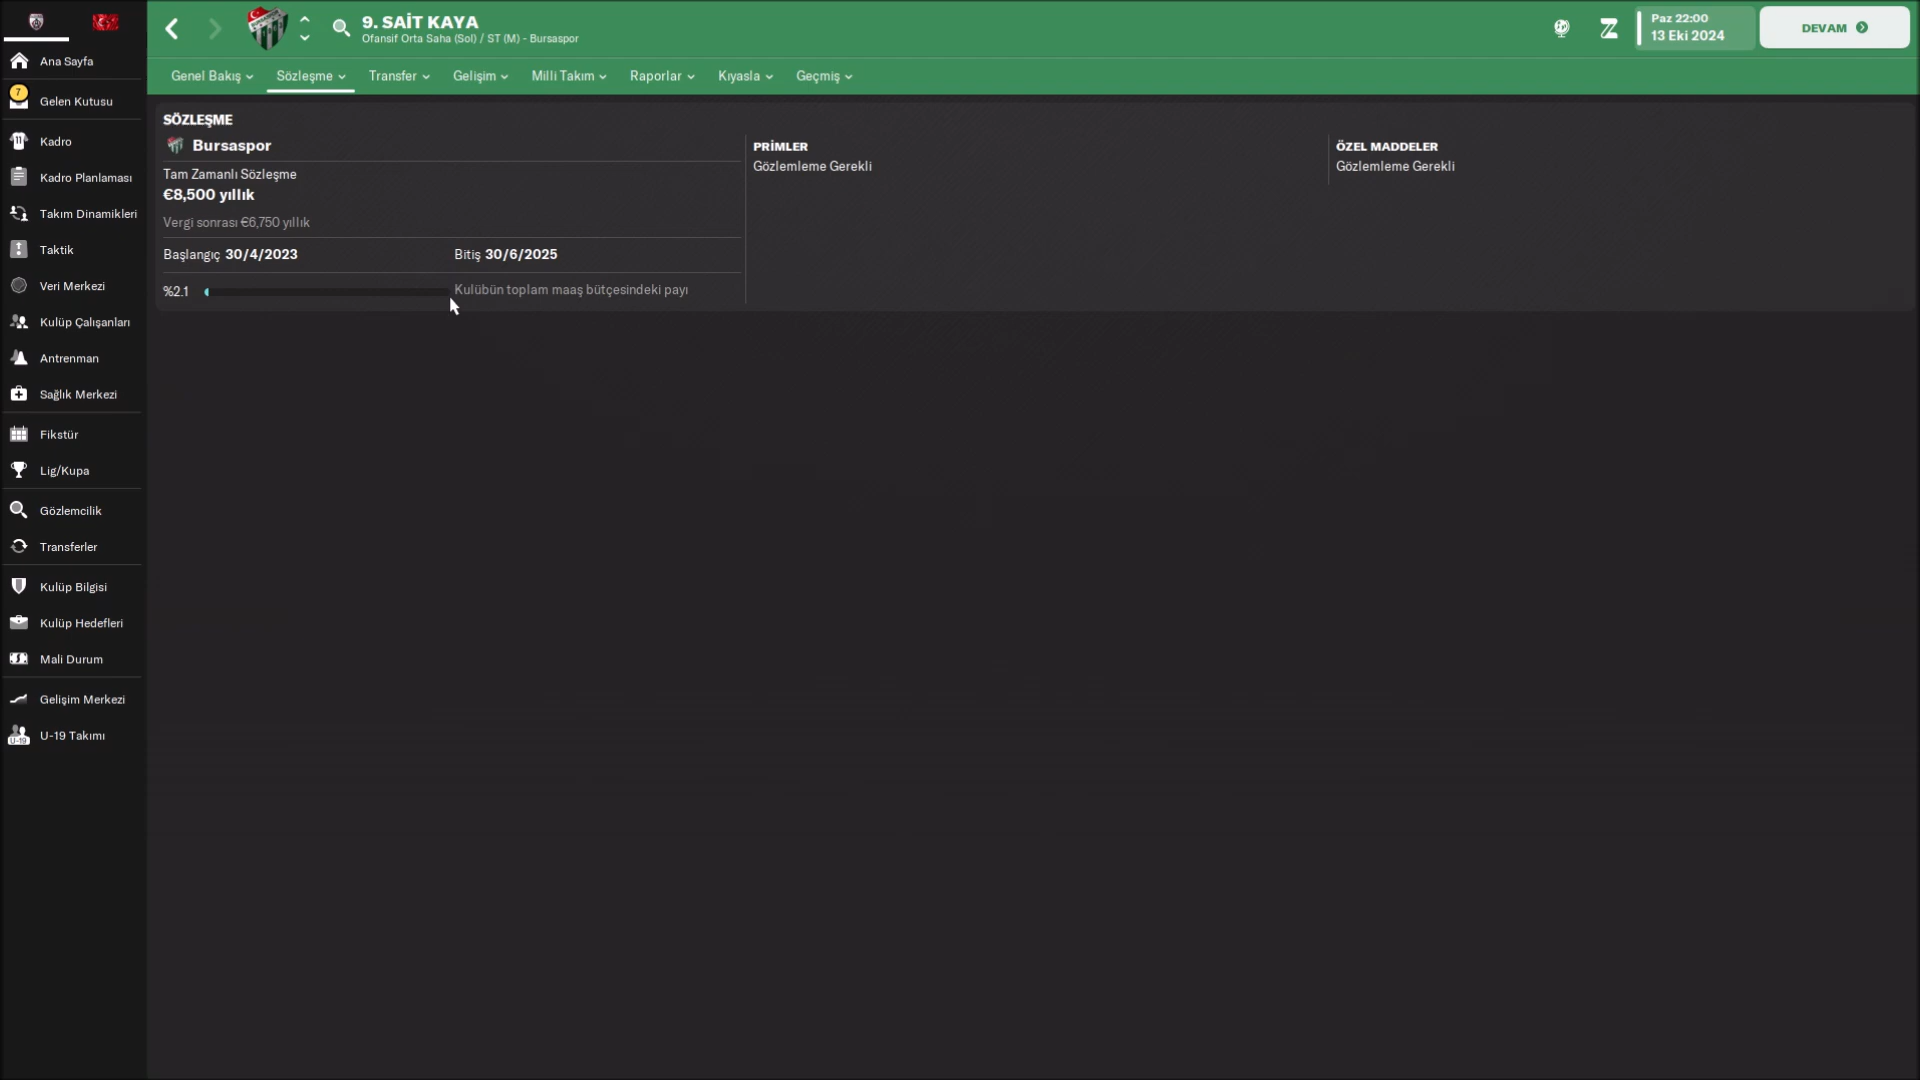 9. SAİT KAYA
Ofansif Orta Saha (Sol) / ST (M) - Bursaspor
Paz 22:00
13 Eki 2024
DEVAM
Genel Bakış
Sözleşme
Transfer
Gelişim
Milli Takım
Raporlar
Kıyasla
Geçmiş
Ana Sayfa
7
Gelen Kutusu
11
Kadro
Kadro Planlaması
Takım Dinamikleri
Taktik
Veri Merkezi
Kulüp Çalışanları
Antrenman
Sağlık Merkezi
Fikstür
Lig/Kupa
Gözlemcilik
Transferler
Kulüp Bilgisi
Kulüp Hedefleri
Mali Durum
Gelişim Merkezi
U-19
U-19 Takımı
SÖZLEŞME
Bursaspor
Tam Zamanlı Sözleşme
€8,500 yıllık
Vergi sonrası €6,750 yıllık
Başlangıç 30/4/2023
Bitiş 30/6/2025
%2.1
Kulübün toplam maaş bütçesindeki payı
PRİMLER
Gözlemleme Gerekli
ÖZEL MADDELER
Gözlemleme Gerekli